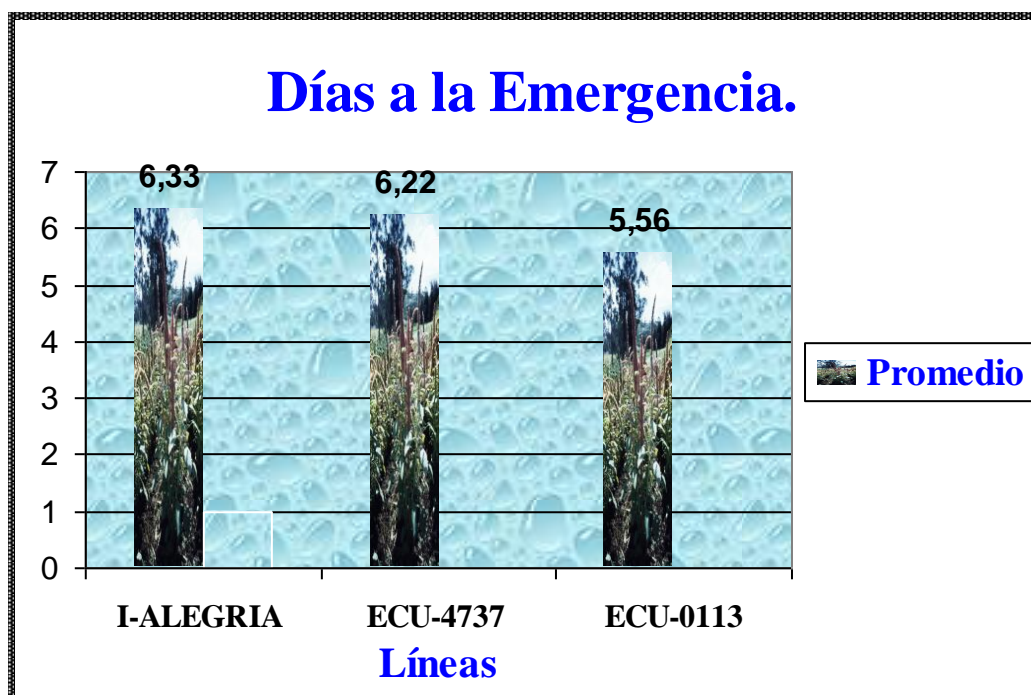 Días a la Emergencia.
7
6
5
4
3
2
1
0
6,33
6,22
5,56
I-ALEGRIA ECU-4737 ECU-0113
Líneas
Promedio